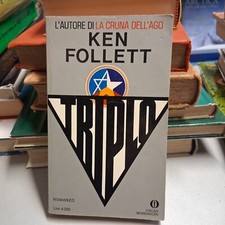 L'AUTORE DI LA CRUNA DELL'AGO
KEN
FOLLETT
TRIPLO
ROMANZO
OSCAR
MONDADORI